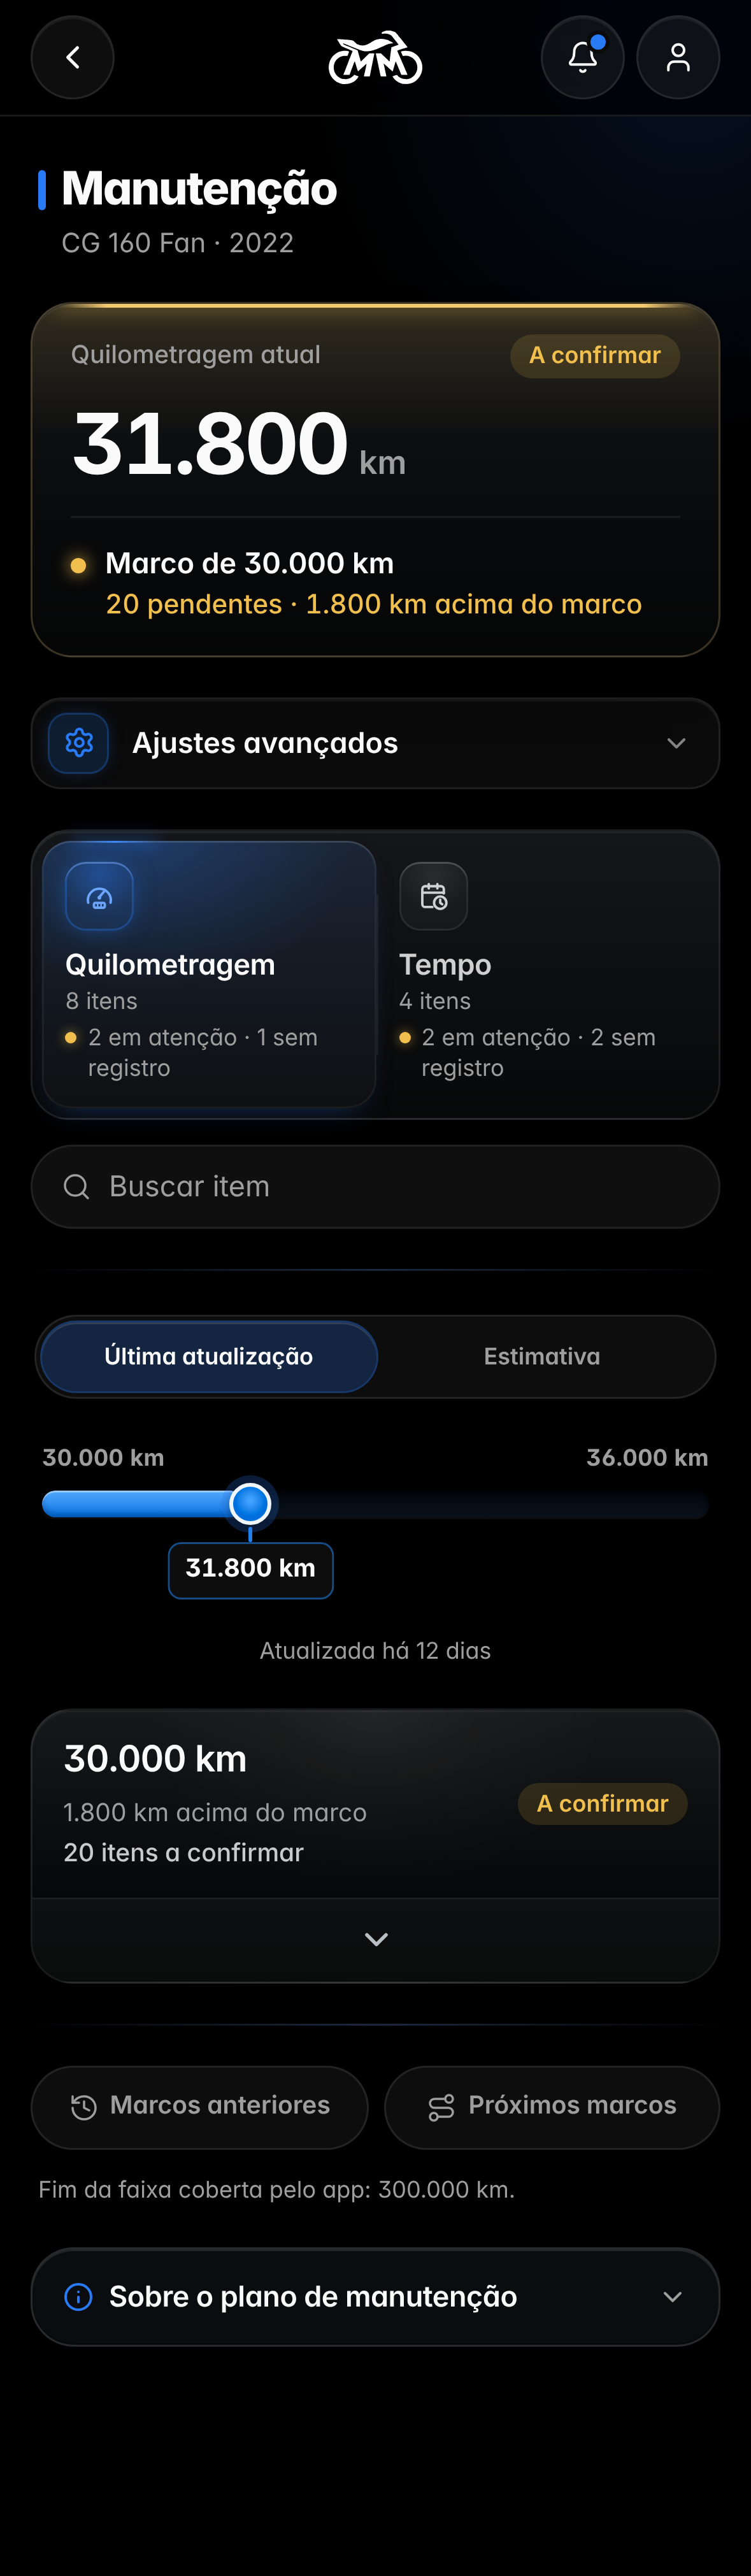 MM
Manutenção
CG 160 Fan · 2022
Quilometragem atual
A confirmar
31.800 km
Marco de 30.000 km
20 pendentes · 1.800 km acima do marco
Ajustes avançados
Quilometragem
8 itens
2 em atenção · 1 sem
registro
Tempo
4 itens
2 em atenção · 2 sem
registro
Buscar item
Última atualização
Estimativa
30.000 km
36.000 km
31.800 km
Atualizada há 12 dias
30.000 km
1.800 km acima do marco
20 itens a confirmar
A confirmar
Marcos anteriores
Próximos marcos
Fim da faixa coberta pelo app: 300.000 km.
Sobre o plano de manutenção